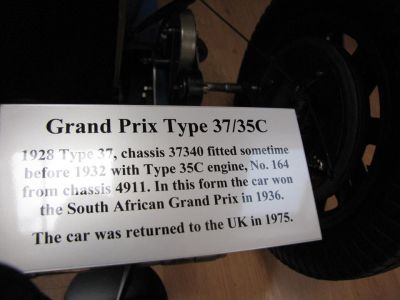 Grand Prix Type 37/35C
1928 Type 37, chassis 37340 fitted sometime
before 1932 with Type 35C engine, No. 164
from chassis 4911. In this form the car won
the South African Grand Prix in 1936.
The car was returned to the UK in 1975.